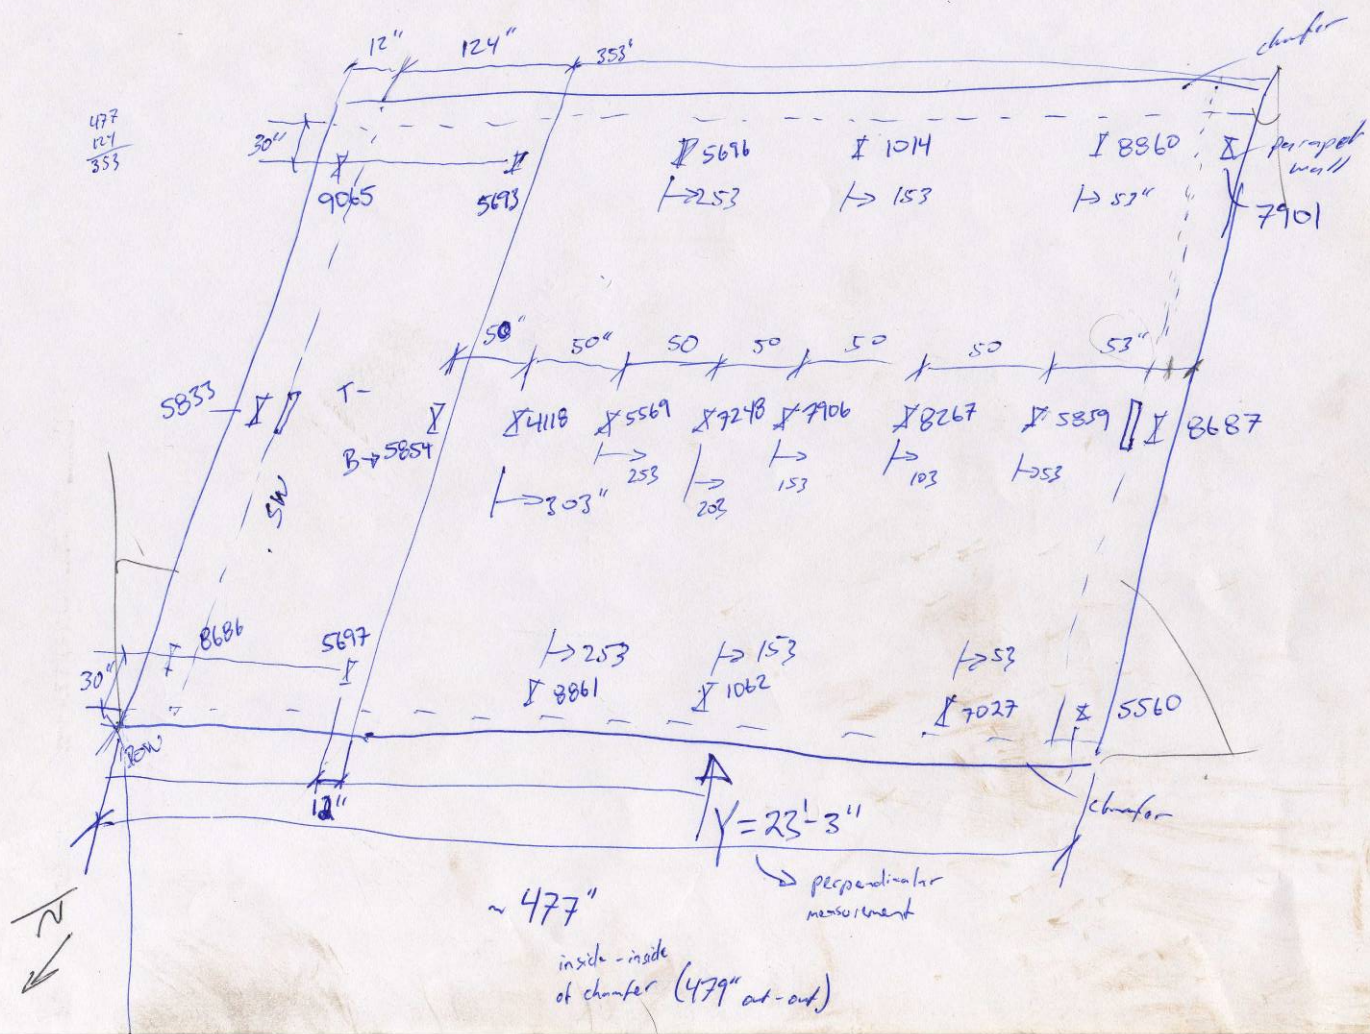 12" 124" 353"
chamfer
477
124
353
30"
9065 5693
5696 1014 8860
parapet
wall
253 153 53"
7901
50" 50" 50 50 50 50 53"
5833
T-
B→5854
4118 5569 7248 7906 8267 5859 8687
303" 253 203 153 103 53
SW
8686 5697
30"
253 153 53
8861 1062 7027 5560
12"
Y=23'-3"
chamfer
perpendicular
measurement
~ 477"
inside-inside
of chamfer (479" out-out)
N